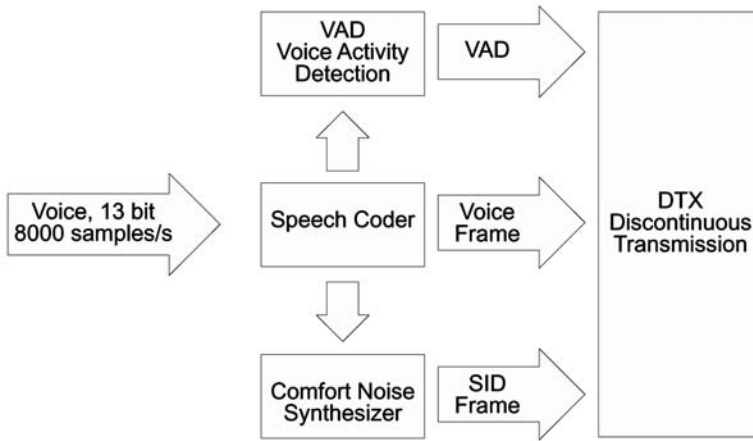 VAD
Voice Activity
Detection
VAD
Voice, 13 bit
8000 samples/s
Speech Coder
Voice
Frame
DTX
Discontinuous
Transmission
Comfort Noise
Synthesizer
SID
Frame